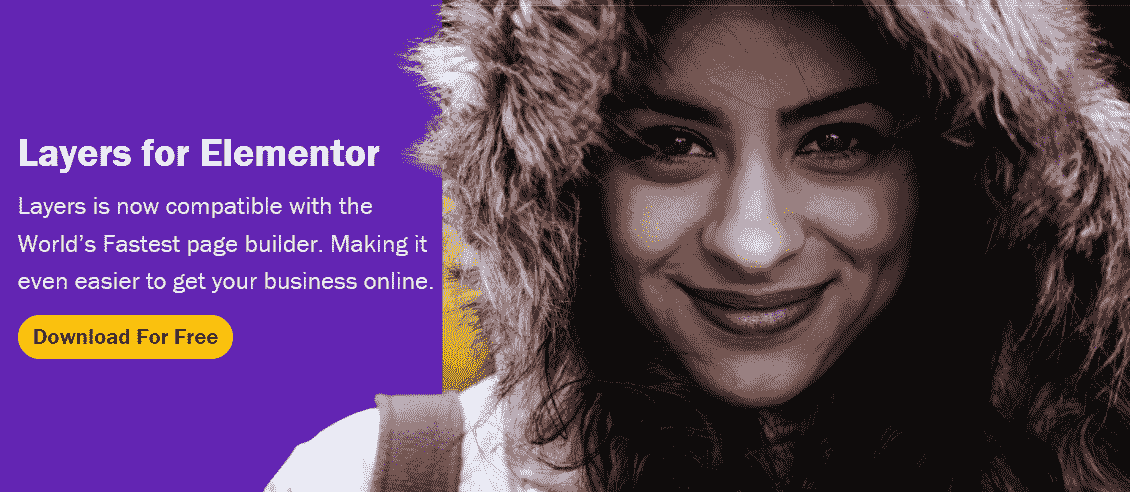 Layers for Elementor
Layers is now compatible with the
World’s Fastest page builder. Making it
even easier to get your business online.
Download For Free